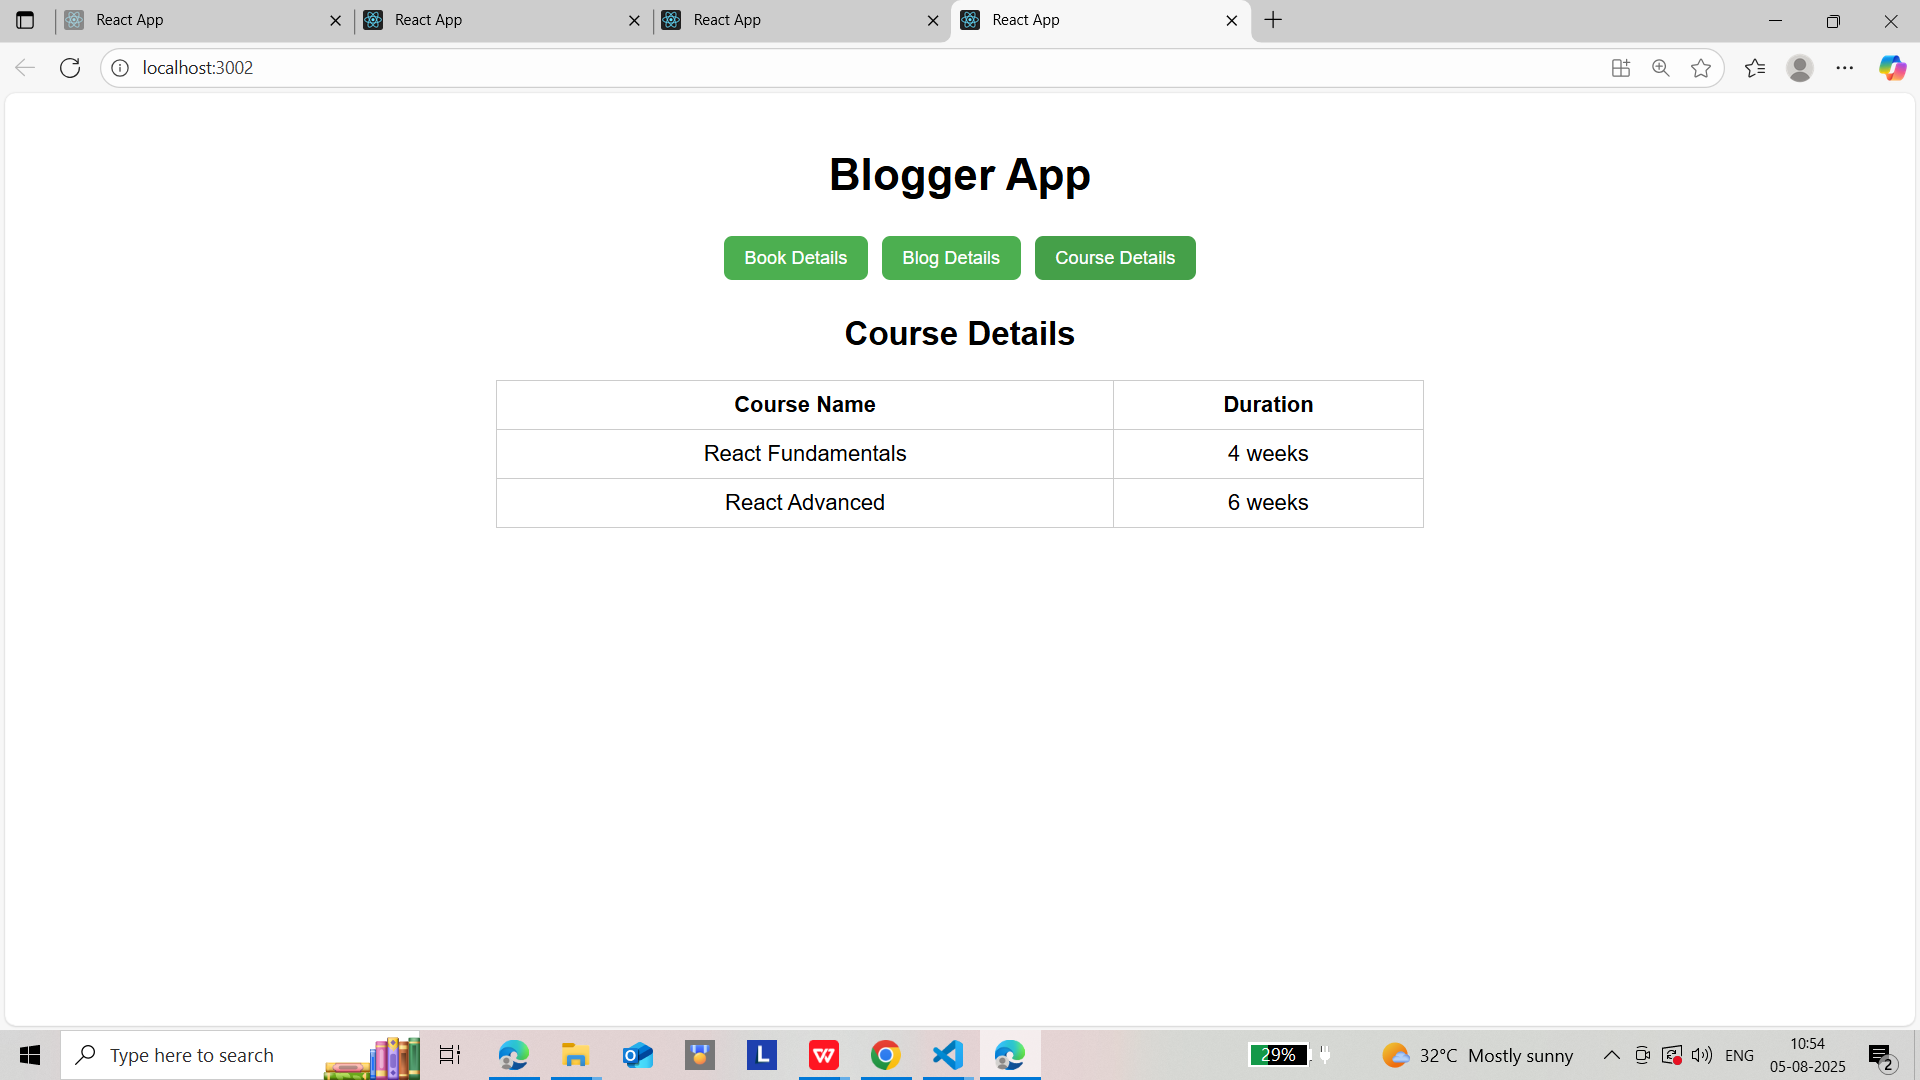 React App
React App
React App
React App
localhost:3002
Blogger App
Book Details
Blog Details
Course Details
Course Details
Course Name Duration
React Fundamentals 4 weeks
React Advanced 6 weeks
Type here to search
L
W
29%
32°C Mostly sunny
ENG
10:54
05-08-2025
2